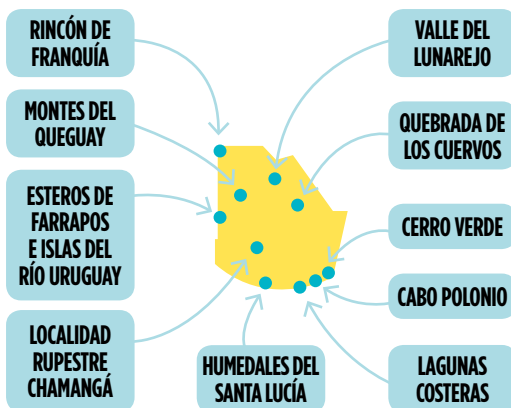 RINCÓN DE
FRANQUÍA
MONTES DEL
QUEGUAY
ESTEROS DE
FARRAPOS
E ISLAS DEL
RÍO URUGUAY
LOCALIDAD
RUPESTRE
CHAMANGÁ
HUMEDALES DEL
SANTA LUCÍA
VALLE DEL
LUNAREJO
QUEBRADA DE
LOS CUERVOS
CERRO VERDE
CABO POLONIO
LAGUNAS
COSTERAS